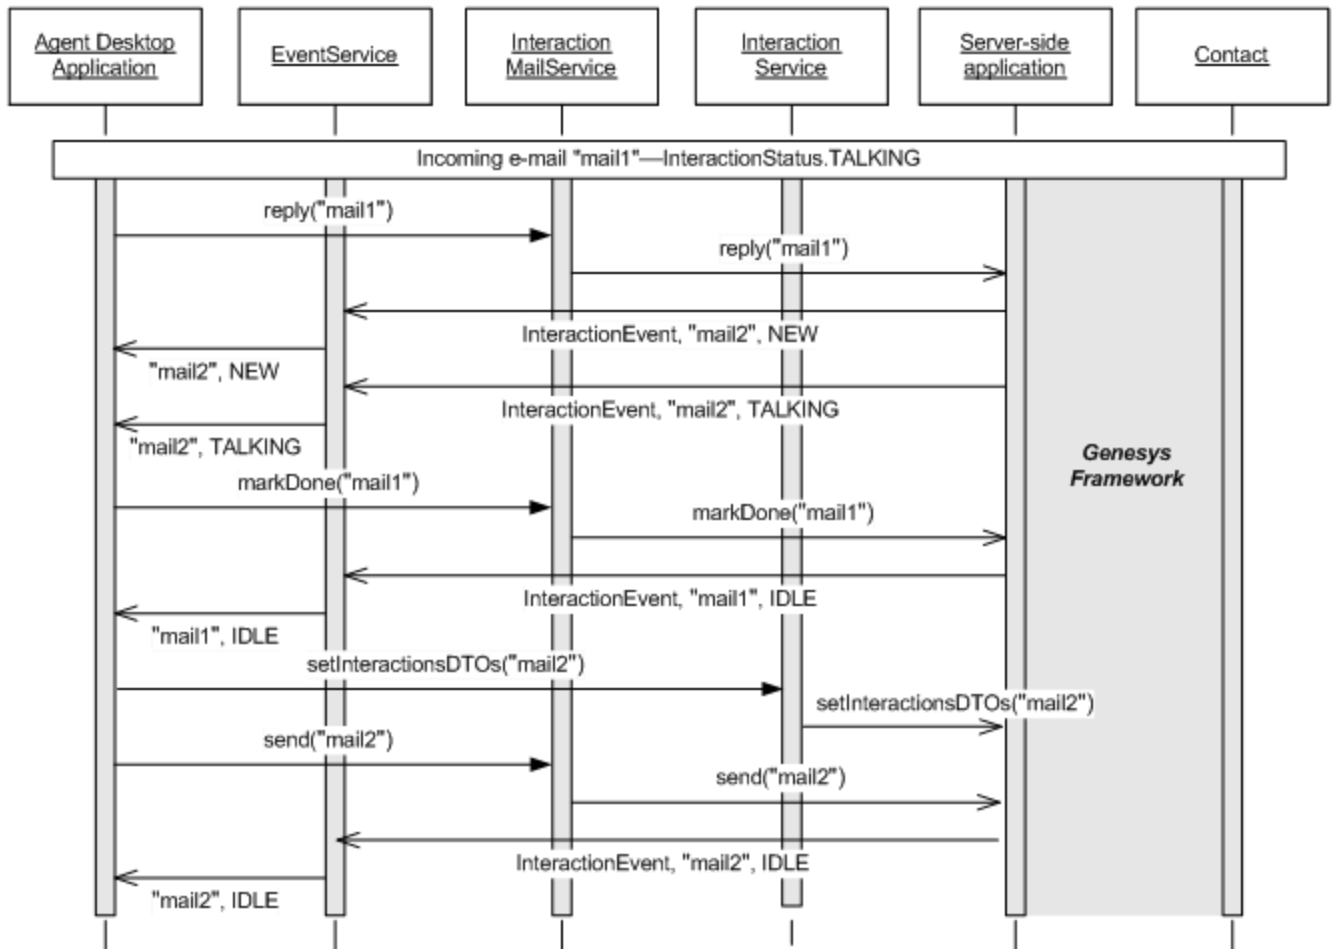 Agent Desktop
Application
EventService
Interaction
MailService
Interaction
Service
Server-side
application
Contact
Incoming e-mail "mail1"—InteractionStatus.TALKING
reply("mail1")
reply("mail1")
InteractionEvent, "mail2", NEW
"mail2", NEW
InteractionEvent, "mail2", TALKING
"mail2", TALKING
Genesys
Framework
markDone("mail1")
markDone("mail1")
InteractionEvent, "mail1", IDLE
"mail1", IDLE
setInteractionsDTOs("mail2")
setInteractionsDTOs("mail2")
send("mail2")
send("mail2")
InteractionEvent, "mail2", IDLE
"mail2", IDLE